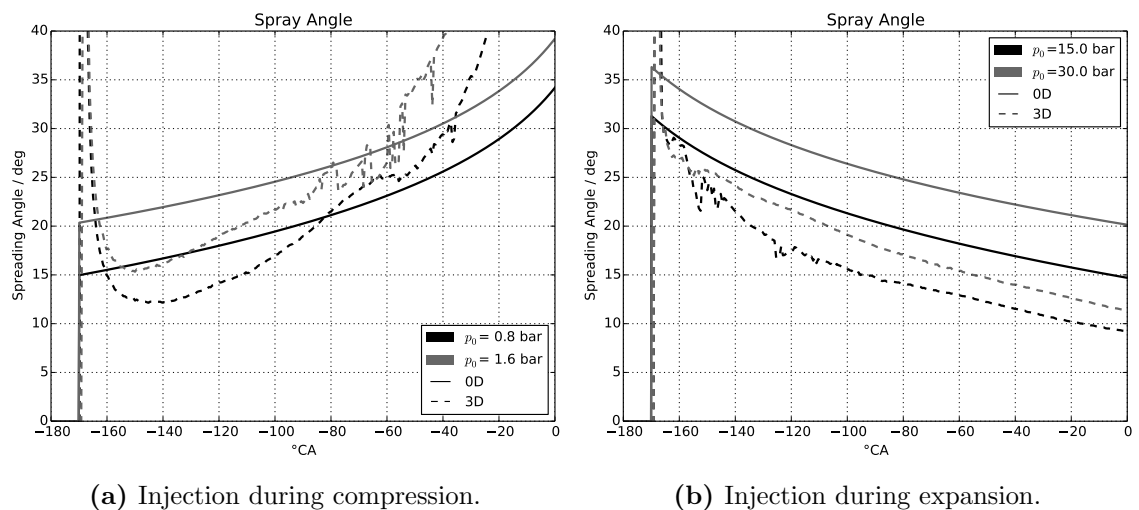 Spray Angle
40
35
30
25
20
15
10
5
0
Spreading Angle / deg
−180 −160 −140 −120 −100 −80 −60 −40 −20 0
°CA
p0 = 0.8 bar
p0 = 1.6 bar
0D
3D
(a) Injection during compression.
Spray Angle
40
35
30
25
20
15
10
5
0
Spreading Angle / deg
−180 −160 −140 −120 −100 −80 −60 −40 −20 0
°CA
p0 =15.0 bar
p0 =30.0 bar
0D
3D
(b) Injection during expansion.